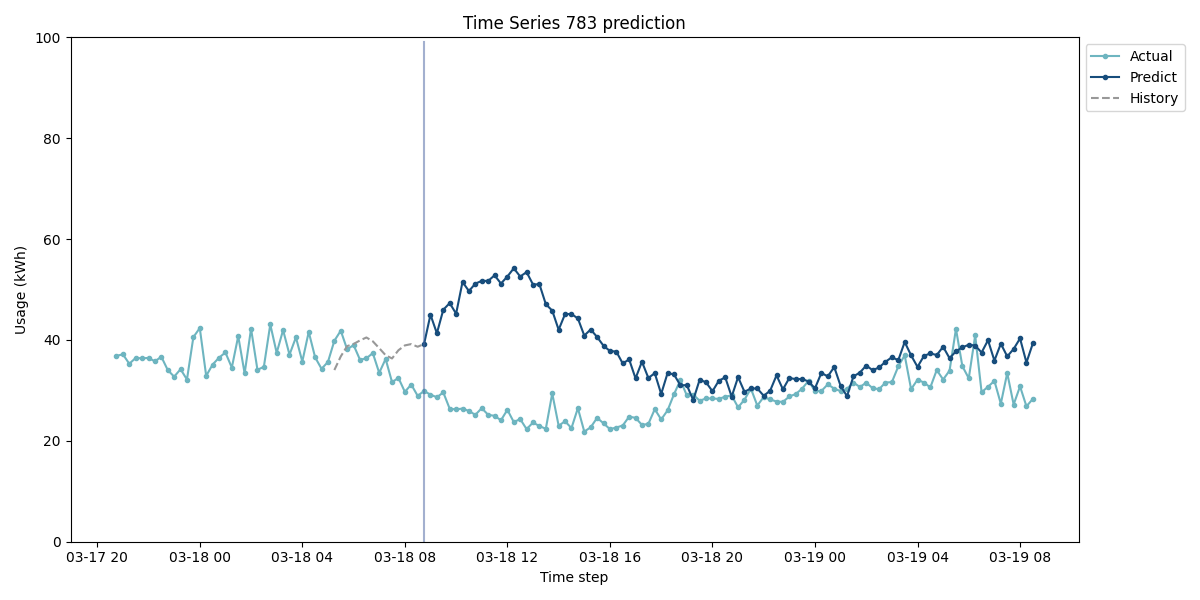 Time Series 783 prediction
100
80
60
40
20
0
Usage (kWh)
03-17 20 03-18 00 03-18 04 03-18 08 03-18 12 03-18 16 03-18 20 03-19 00 03-19 04 03-19 08
Time step
Actual
Predict
History